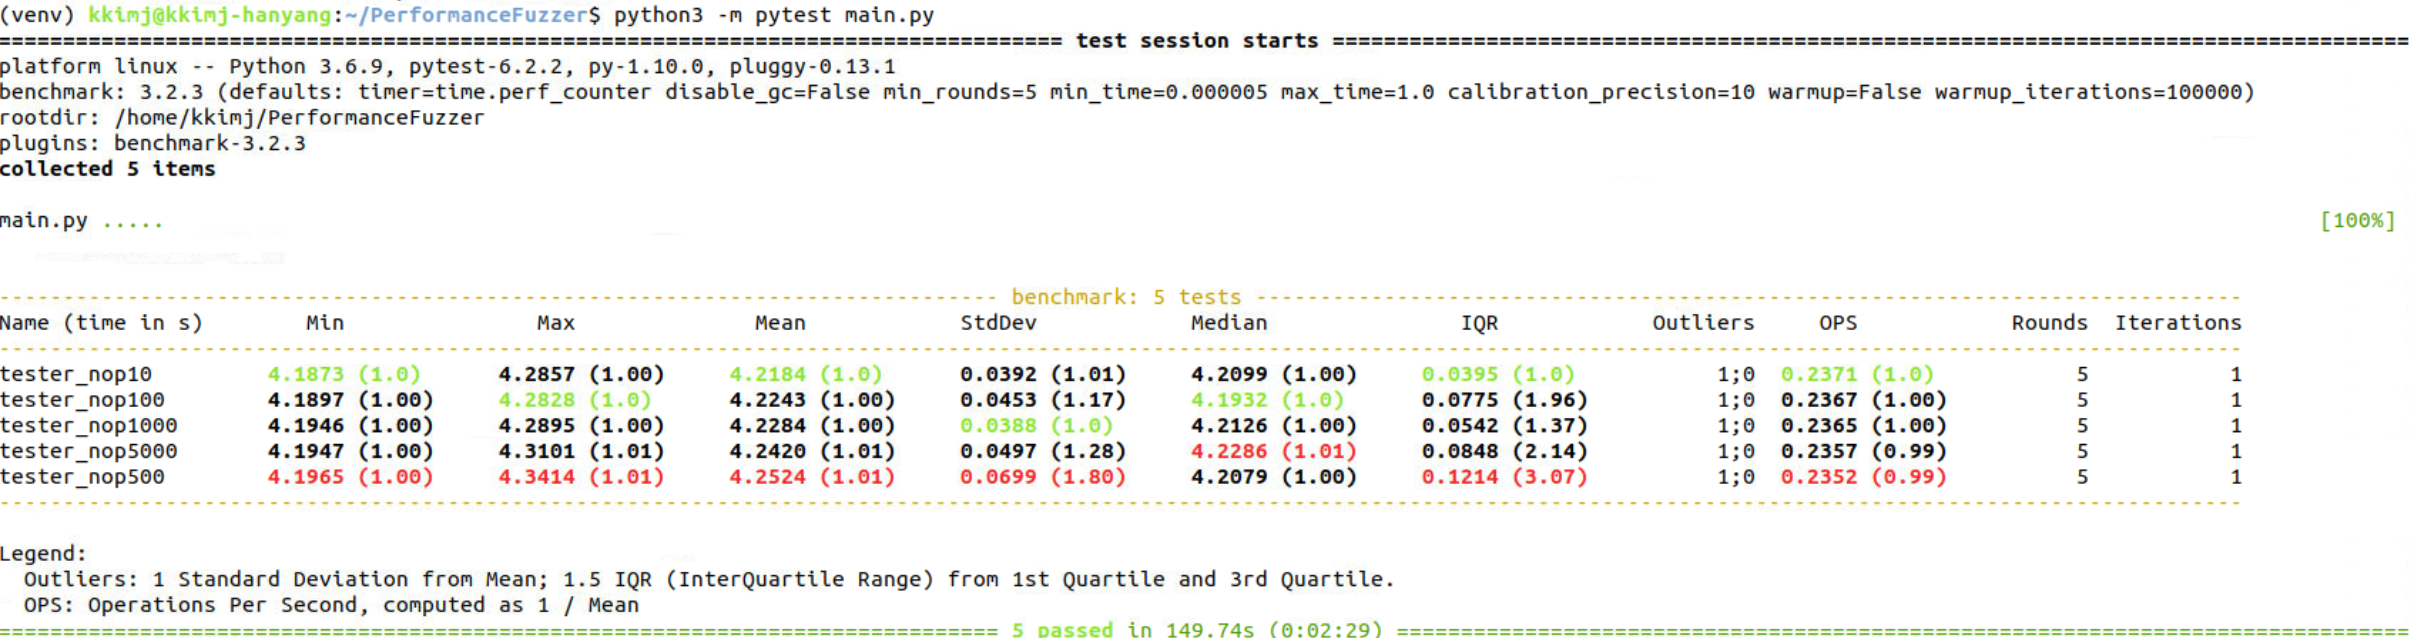 (venv) kkimj@kkimj-hanyang:~/PerformanceFuzzer$ python3 -m pytest main.py
============================== test session starts ==============================
platform linux -- Python 3.6.9, pytest-6.2.2, py-1.10.0, pluggy-0.13.1
benchmark: 3.2.3 (defaults: timer=time.perf_counter disable_gc=False min_rounds=5 min_time=0.000005 max_time=1.0 calibration_precision=10 warmup=False warmup_iterations=100000)
rootdir: /home/kkimj/PerformanceFuzzer
plugins: benchmark-3.2.3
collected 5 items
main.py ..... [100%]
------------------------------ benchmark: 5 tests ------------------------------
Name (time in s) Min Max Mean StdDev Median IQR Outliers OPS Rounds Iterations
--------------------------------------------------------------------------------
tester_nop10 4.1873 (1.0) 4.2857 (1.00) 4.2184 (1.0) 0.0392 (1.01) 4.2099 (1.00) 0.0395 (1.0) 1;0 0.2371 (1.0) 5 1
tester_nop100 4.1897 (1.00) 4.2828 (1.0) 4.2243 (1.00) 0.0453 (1.17) 4.1932 (1.0) 0.0775 (1.96) 1;0 0.2367 (1.00) 5 1
tester_nop1000 4.1946 (1.00) 4.2895 (1.00) 4.2284 (1.00) 0.0388 (1.0) 4.2126 (1.00) 0.0542 (1.37) 1;0 0.2365 (1.00) 5 1
tester_nop5000 4.1947 (1.00) 4.3101 (1.01) 4.2420 (1.01) 0.0497 (1.28) 4.2286 (1.01) 0.0848 (2.14) 1;0 0.2357 (0.99) 5 1
tester_nop500 4.1965 (1.00) 4.3414 (1.01) 4.2524 (1.01) 0.0699 (1.80) 4.2079 (1.00) 0.1214 (3.07) 1;0 0.2352 (0.99) 5 1
--------------------------------------------------------------------------------
Legend:
Outliers: 1 Standard Deviation from Mean; 1.5 IQR (InterQuartile Range) from 1st Quartile and 3rd Quartile.
OPS: Operations Per Second, computed as 1 / Mean
============================== 5 passed in 149.74s (0:02:29) ==============================